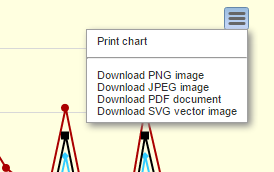 Print chart
Download PNG image
Download JPEG image
Download PDF document
Download SVG vector image